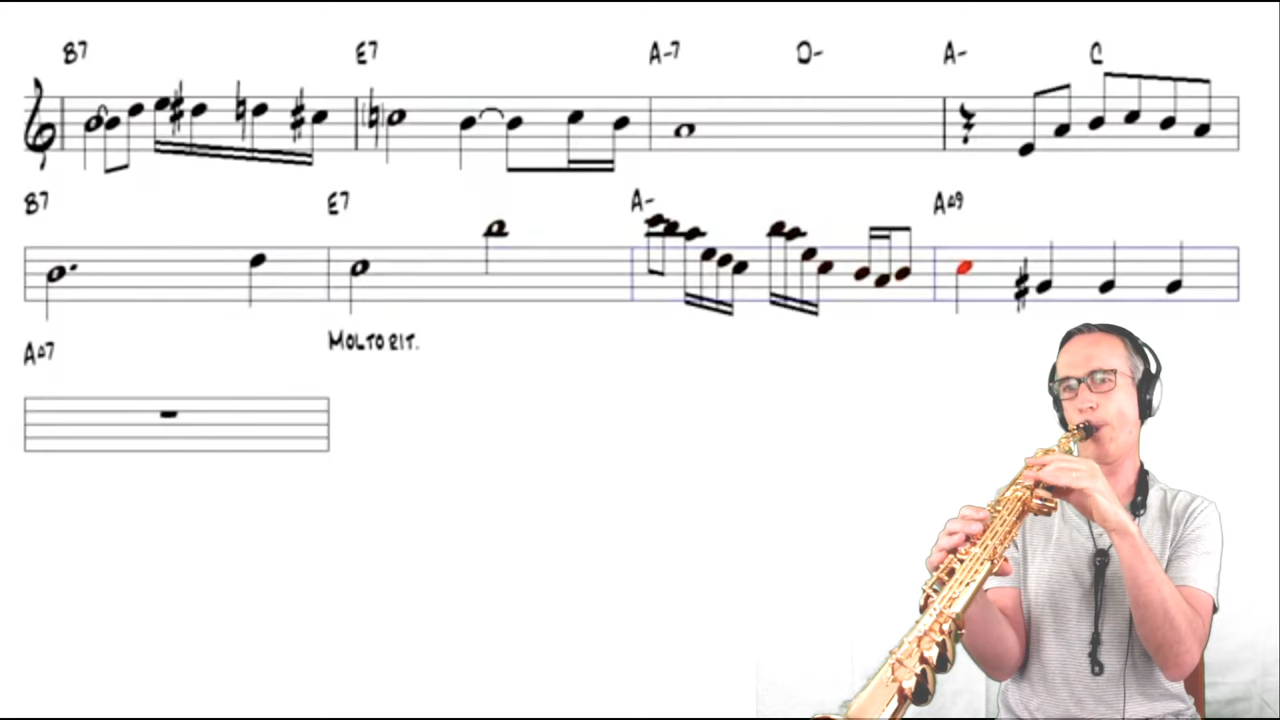 B7 E7 A-7 D- A- C
B7 E7 A- A△9
A△7 MOLTO RIT.